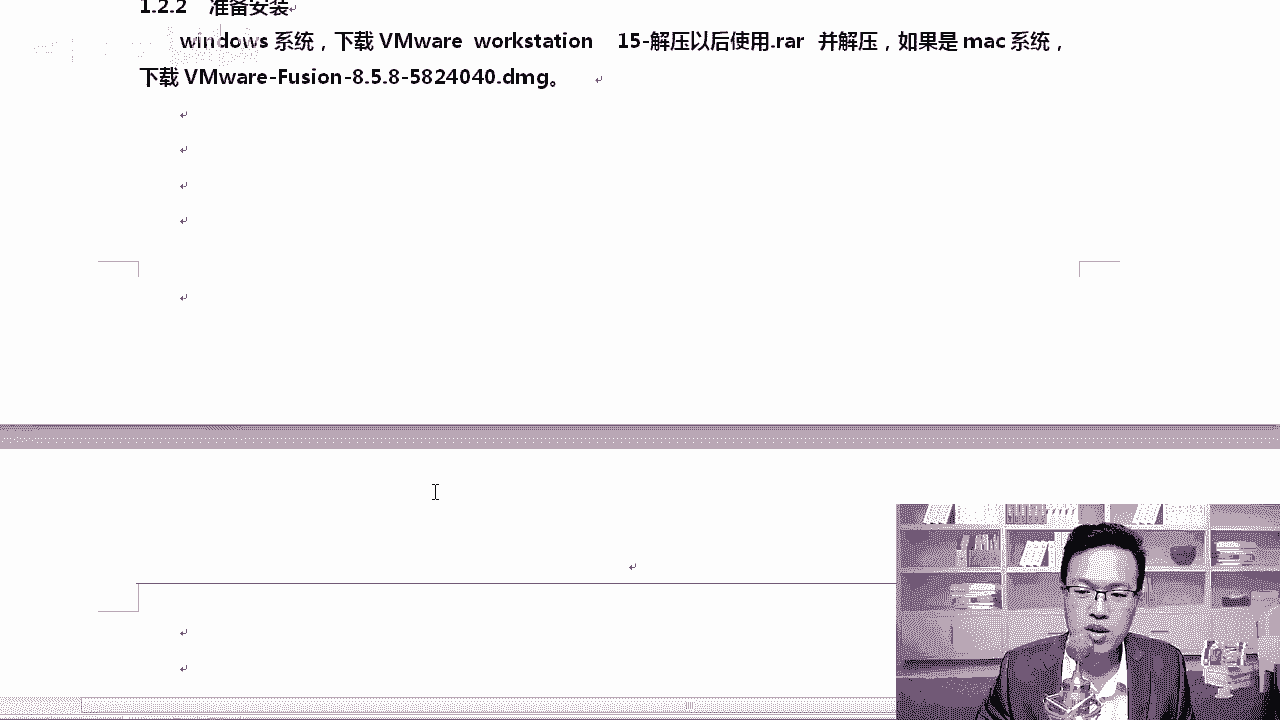 1.2.2 准备安装
windows 系统，下载 VMware workstation 15-解压以后使用.rar 并解压，如果是 mac 系统，
下载 VMware-Fusion-8.5.8-5824040.dmg。